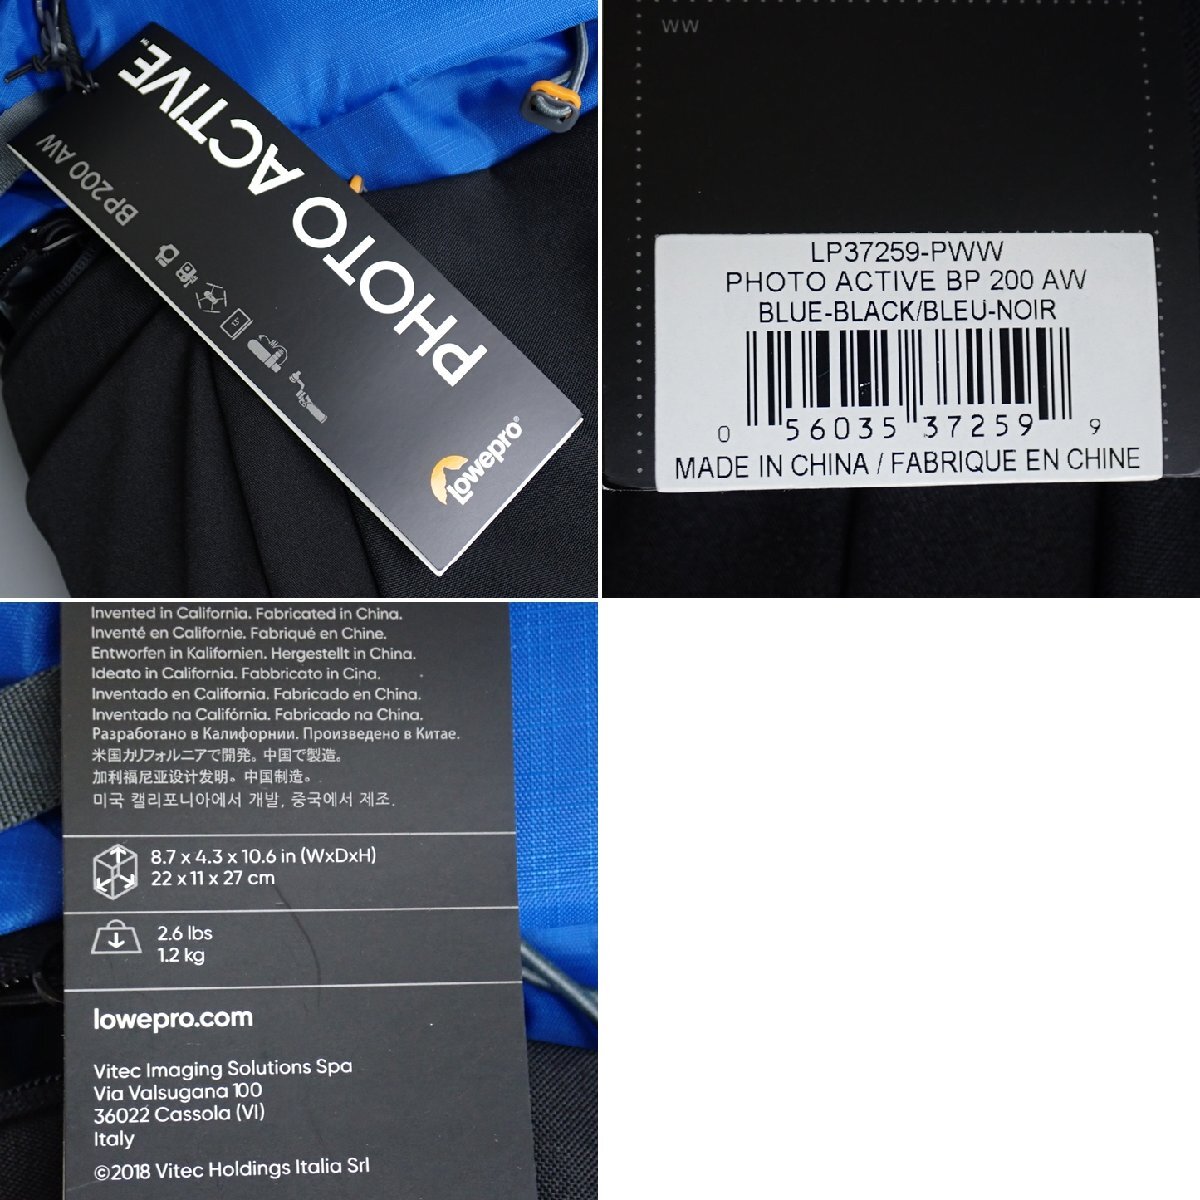 PHOTO ACTIVE™
BP 200 AW
Lowepro®
WW
LP37259-PWW
PHOTO ACTIVE BP 200 AW
BLUE-BLACK/BLEU-NOIR
0 56035 37259 9
MADE IN CHINA / FABRIQUE EN CHINE
Invented in California. Fabricated in China.
Inventé en Californie. Fabriqué en Chine.
Entworfen in Kalifornien. Hergestellt in China.
Ideato in California. Fabbricato in Cina.
Inventado en California. Fabricado en China.
Inventado na Califórnia. Fabricado na China.
Разработано в Калифорнии. Произведено в Китае.
米国カリフォルニアで開発。中国で製造。
加利福尼亚设计发明。中国制造。
미국 캘리포니아에서 개발, 중국에서 제조.
8.7 x 4.3 x 10.6 in (WxDxH)
22 x 11 x 27 cm
2.6 lbs
1.2 kg
lowepro.com
Vitec Imaging Solutions Spa
Via Valsugana 100
36022 Cassola (VI)
Italy
©2018 Vitec Holdings Italia Srl